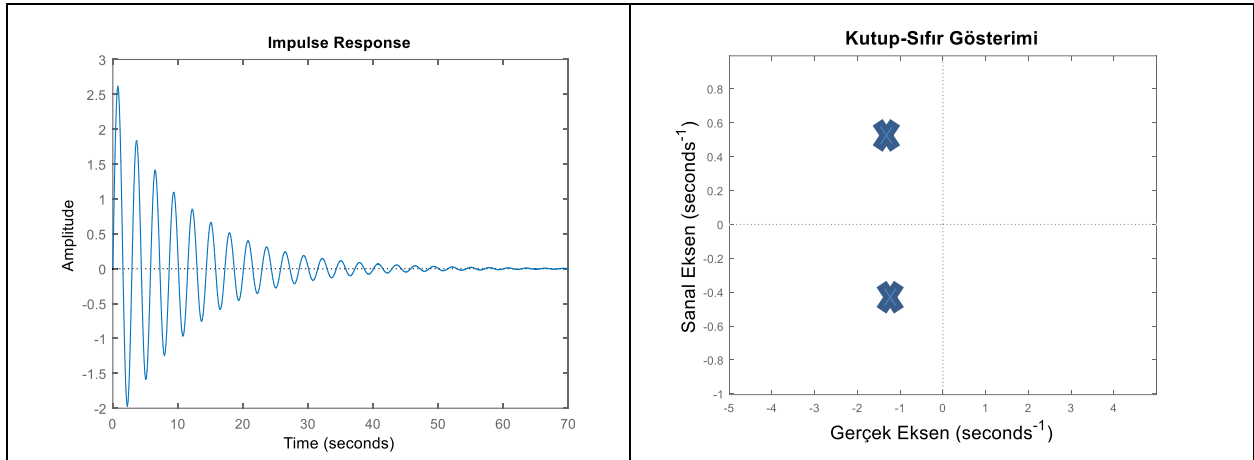 Impulse Response
3
2.5
2
1.5
1
0.5
0
-0.5
-1
-1.5
-2
Amplitude
0 10 20 30 40 50 60 70
Time (seconds)
Kutup-Sıfır Gösterimi
0.8
0.6
0.4
0.2
0
-0.2
-0.4
-0.6
-0.8
-1
Sanal Eksen (seconds-1)
-5 -4 -3 -2 -1 0 1 2 3 4
Gerçek Eksen (seconds-1)